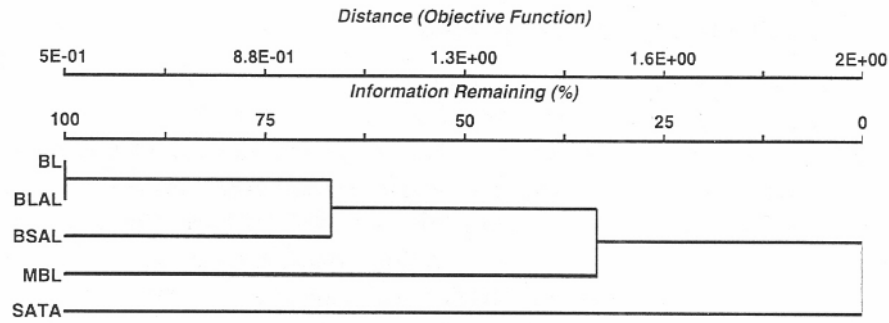 Distance (Objective Function)
5E-01 8.8E-01 1.3E+00 1.6E+00 2E+00
Information Remaining (%)
100 75 50 25 0
BL
BLAL
BSAL
MBL
SATA